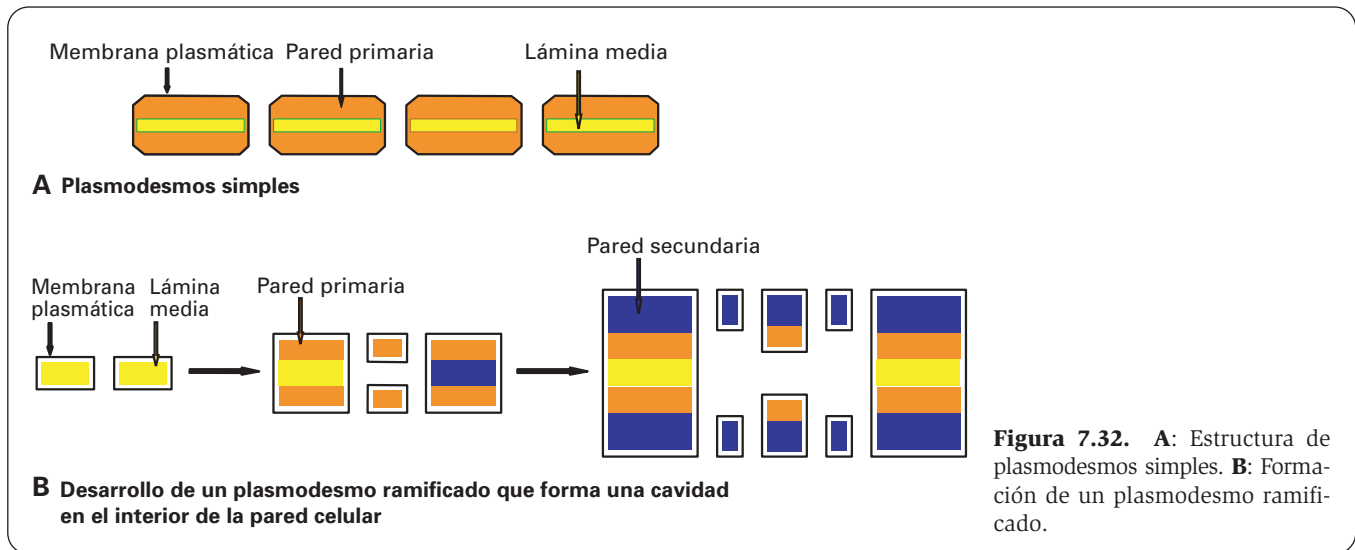 Membrana plasmática Pared primaria Lámina media
A Plasmodesmos simples
Pared secundaria
Membrana plasmática
Lámina media
Pared primaria
B Desarrollo de un plasmodesmo ramificado que forma una cavidad
en el interior de la pared celular
Figura 7.32. A: Estructura de
plasmodesmos simples. B: Forma-
ción de un plasmodesmo ramifi-
cado.